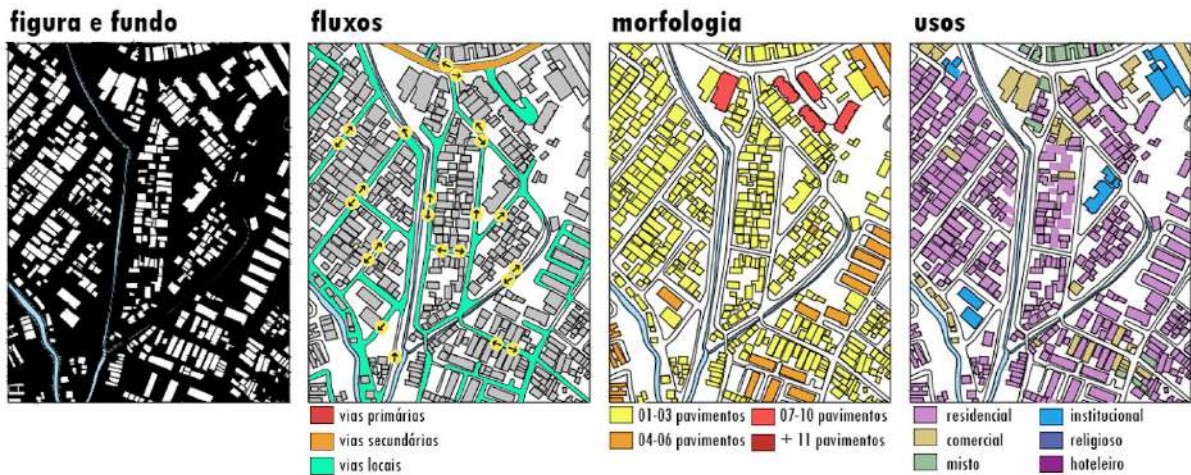 figura e fundo
fluxos
morfologia
usos
vias primárias
vias secundárias
vias locais
01-03 pavimentos
07-10 pavimentos
04-06 pavimentos
+ 11 pavimentos
residencial
institucional
comercial
religioso
misto
hoteleiro